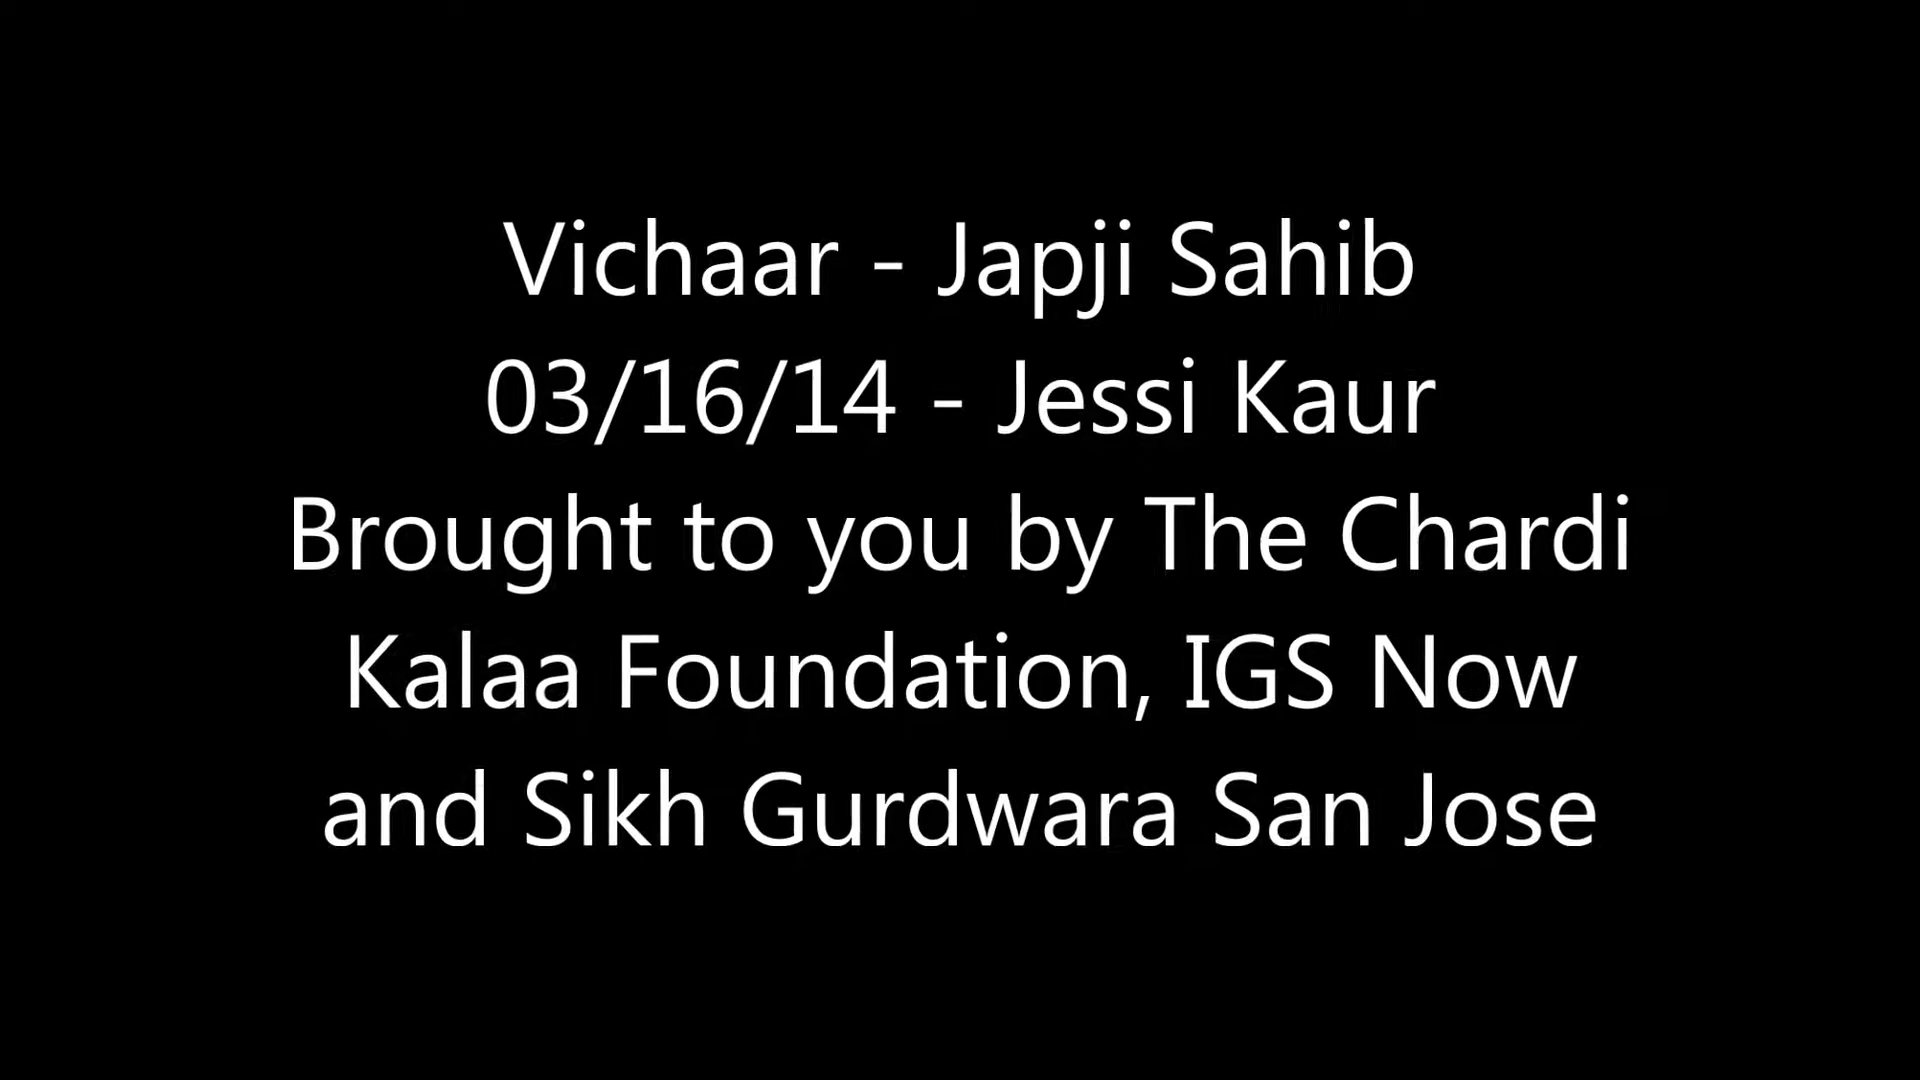 Vichaar - Japji Sahib
03/16/14 - Jessi Kaur
Brought to you by The Chardi
Kalaa Foundation, IGS Now
and Sikh Gurdwara San Jose